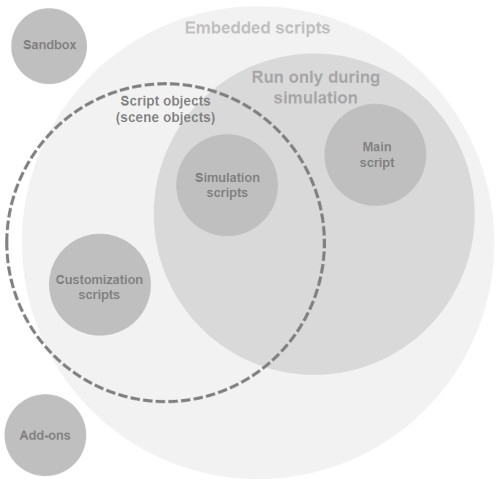 Embedded scripts
Sandbox
Run only during
simulation
Script objects
(scene objects)
Main
script
Simulation
scripts
Customization
scripts
Add-ons